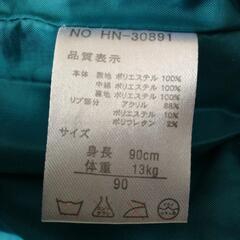 NO HN-30891
品質表示
本体 表地 ポリエステル 100%
中綿 ポリエステル 100%
裏地 ポリエステル 100%
リブ部分 アクリル 88%
ポリエステル 10%
ポリウレタン 2%
サイズ
身長 90cm
体重 13kg
90